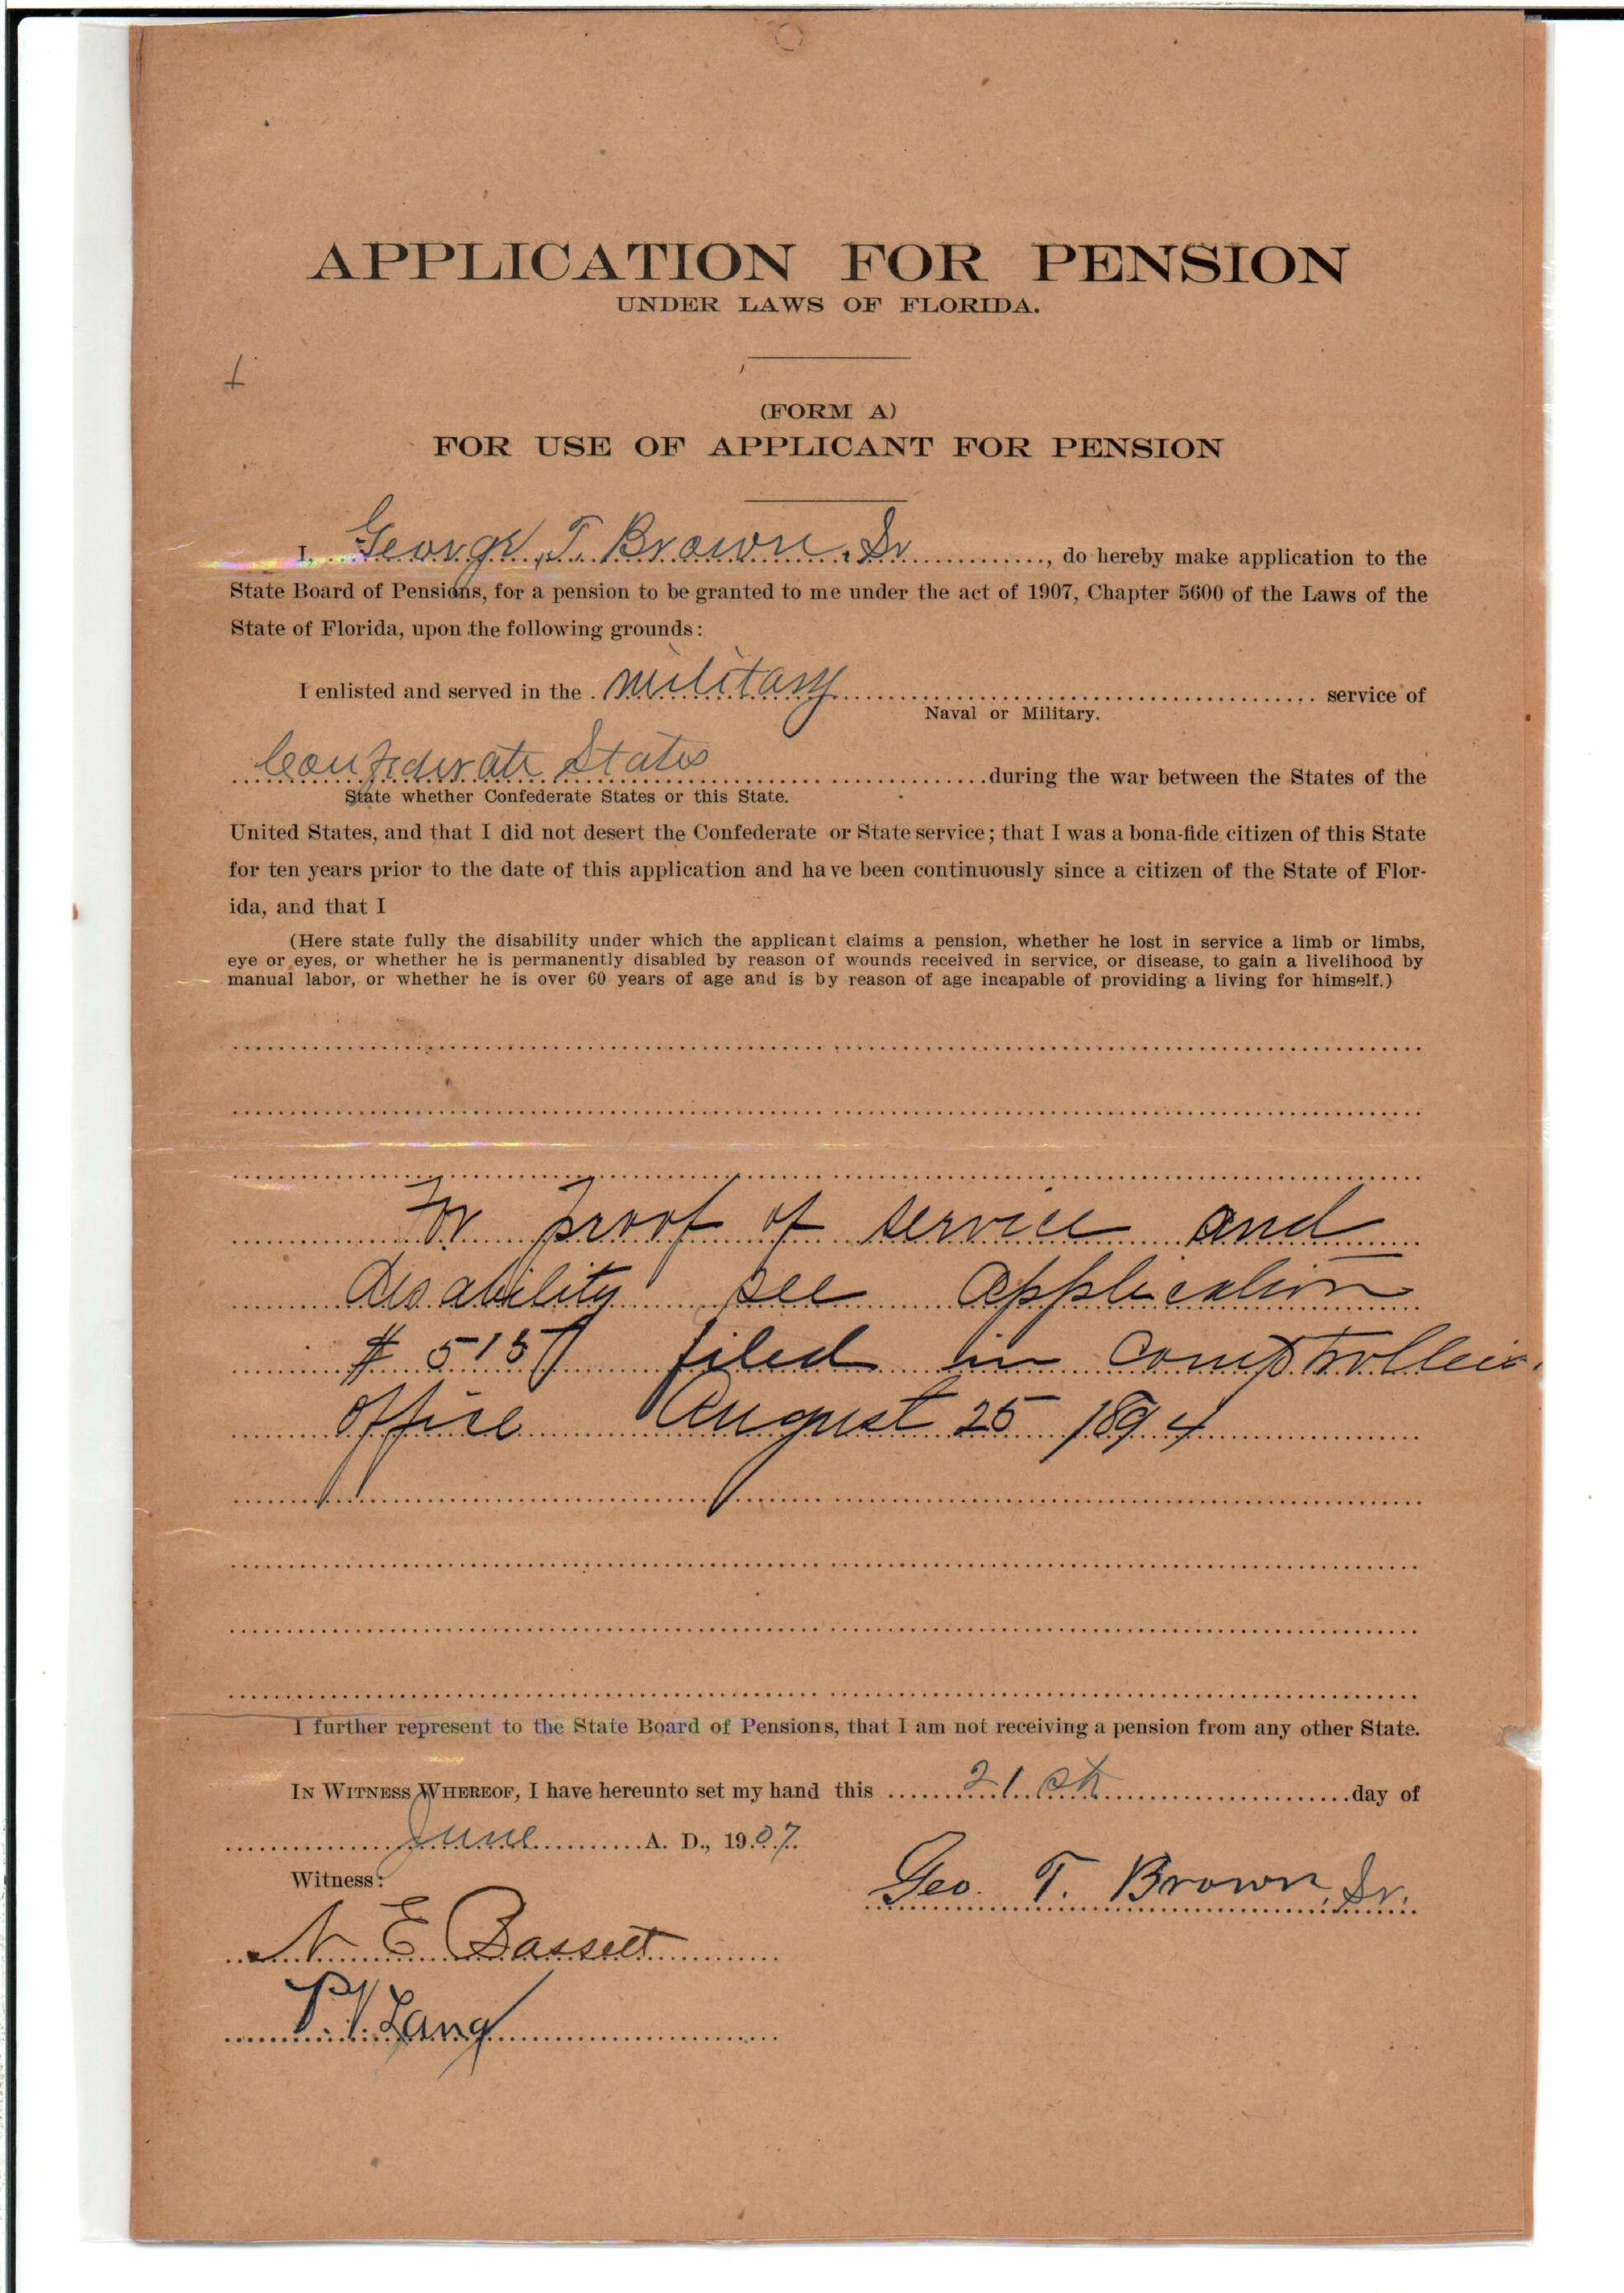 APPLICATION FOR PENSION
UNDER LAWS OF FLORIDA.
(FORM A)
FOR USE OF APPLICANT FOR PENSION
I, George T. Brown, Sr, do hereby make application to the
State Board of Pensions, for a pension to be granted to me under the act of 1907, Chapter 5600 of the Laws of the
State of Florida, upon the following grounds:
I enlisted and served in the military service of
Naval or Military.
Confederate States during the war between the States of the
State whether Confederate States or this State.
United States, and that I did not desert the Confederate or State service; that I was a bona-fide citizen of this State
for ten years prior to the date of this application and have been continuously since a citizen of the State of Flor-
ida, and that I
(Here state fully the disability under which the applicant claims a pension, whether he lost in service a limb or limbs,
eye or eyes, or whether he is permanently disabled by reason of wounds received in service, or disease, to gain a livelihood by
manual labor, or whether he is over 60 years of age and is by reason of age incapable of providing a living for himself.)
For proof of service and
disability see application
# filed in Comptrollers
office August 25 1894
I further represent to the State Board of Pensions, that I am not receiving a pension from any other State.
IN WITNESS WHEREOF, I have hereunto set my hand this 21st day of
June A. D., 1907.
Witness:
Geo. T. Brown, Sr.
N E Bassett
Lang